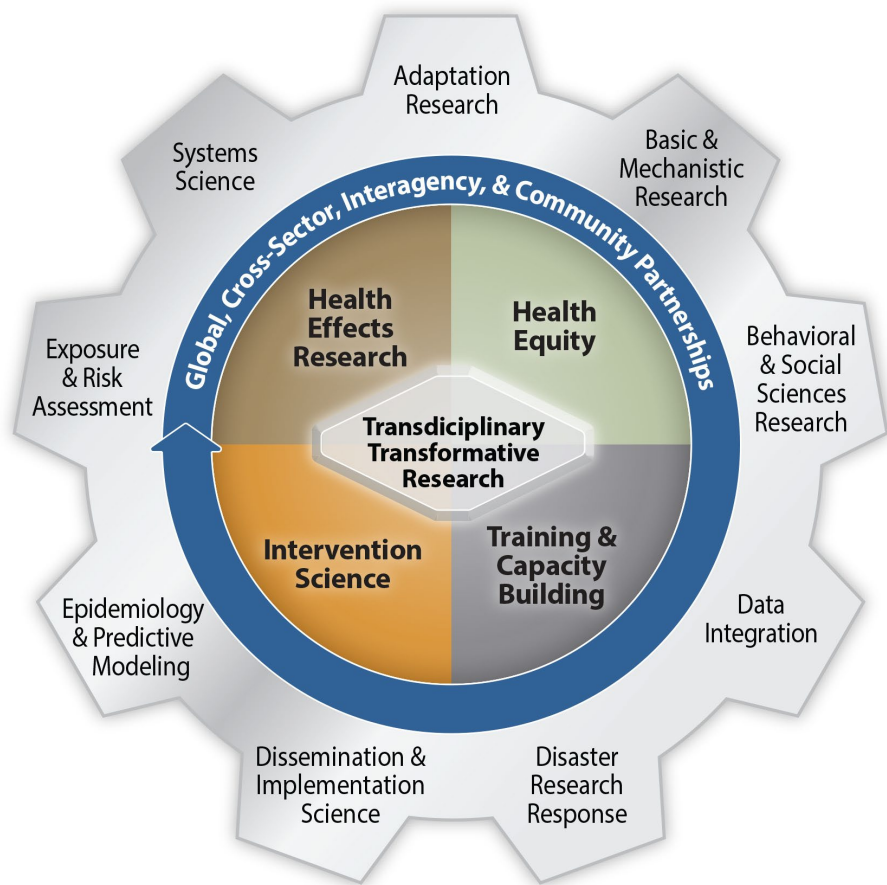 Adaptation
Research
Basic &
Mechanistic
Research
Behavioral
& Social
Sciences
Research
Data
Integration
Disaster
Research
Response
Dissemination &
Implementation
Science
Epidemiology
& Predictive
Modeling
Exposure
& Risk
Assessment
Systems
Science
Global, Cross-Sector, Interagency, & Community Partnerships
Health
Effects
Research
Health
Equity
Transdiciplinary
Transformative
Research
Intervention
Science
Training &
Capacity
Building